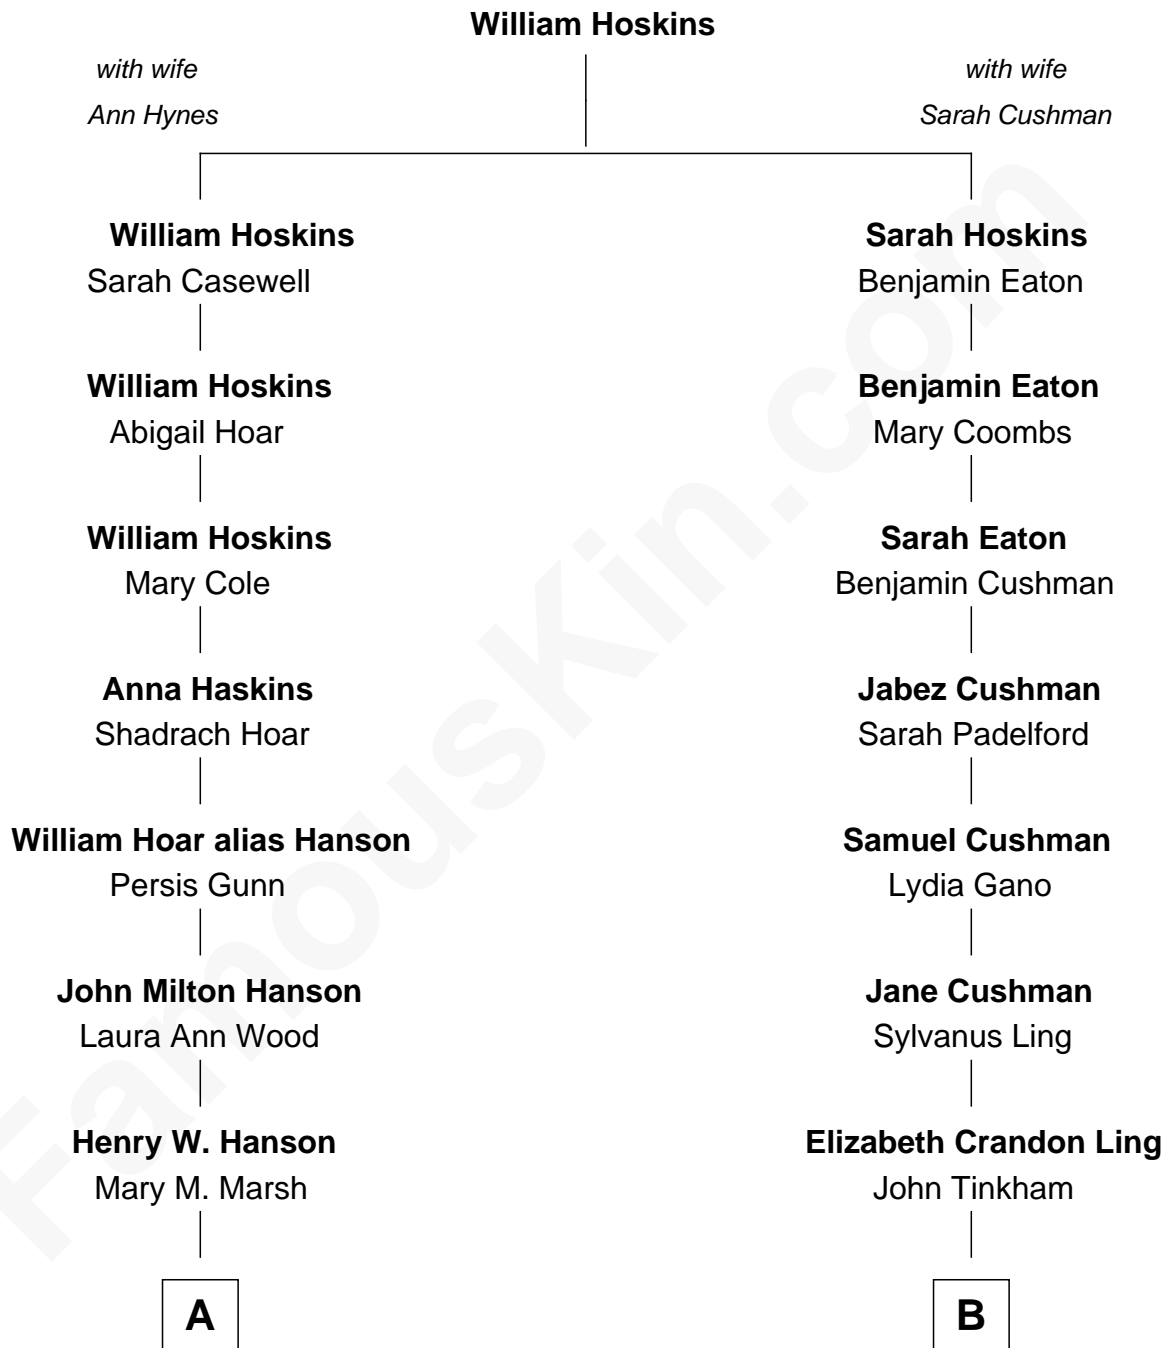 William Hoskins
with wife
Ann Hynes
with wife
Sarah Cushman
William Hoskins
Sarah Casewell
Sarah Hoskins
Benjamin Eaton
William Hoskins
Abigail Hoar
Benjamin Eaton
Mary Coombs
William Hoskins
Mary Cole
Sarah Eaton
Benjamin Cushman
Anna Haskins
Shadrach Hoar
Jabez Cushman
Sarah Padelford
William Hoar alias Hanson
Persis Gunn
Samuel Cushman
Lydia Gano
John Milton Hanson
Laura Ann Wood
Jane Cushman
Sylvanus Ling
Henry W. Hanson
Mary M. Marsh
Elizabeth Crandon Ling
John Tinkham
A
B
FamousKin.com